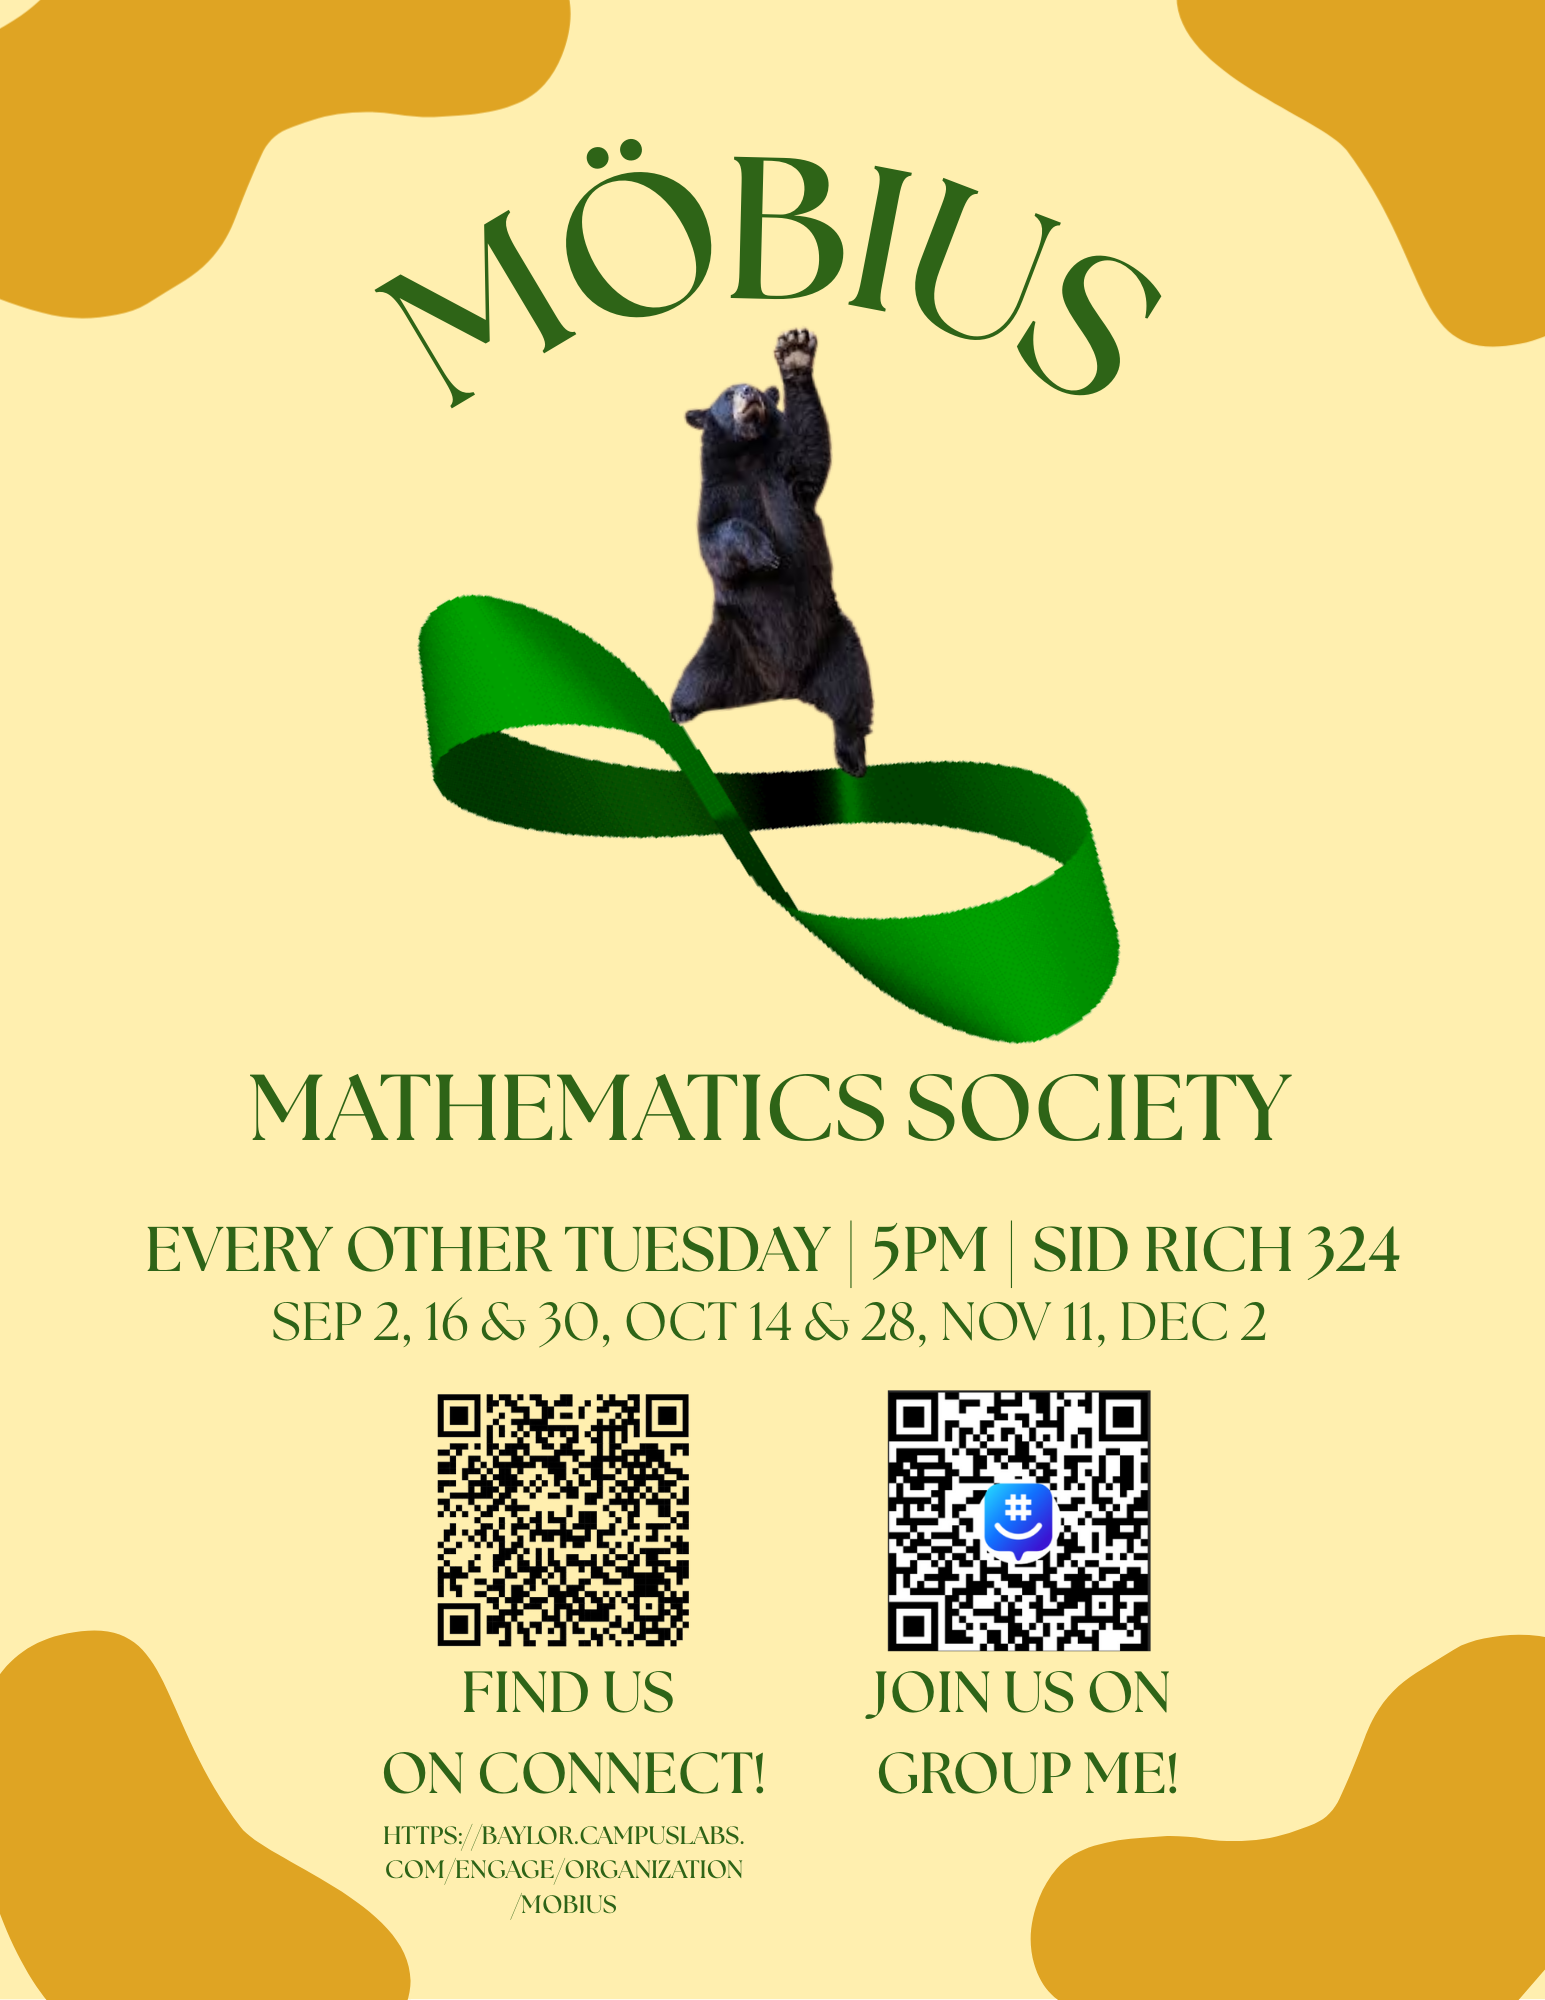 MÖBIUS
MATHEMATICS SOCIETY
EVERY OTHER TUESDAY | 5PM | SID RICH 324
SEP 2, 16 & 30, OCT 14 & 28, NOV 11, DEC 2
FIND US
ON CONNECT!
HTTPS://BAYLOR.CAMPUSLABS.
COM/ENGAGE/ORGANIZATION
/MOBIUS
JOIN US ON
GROUP ME!